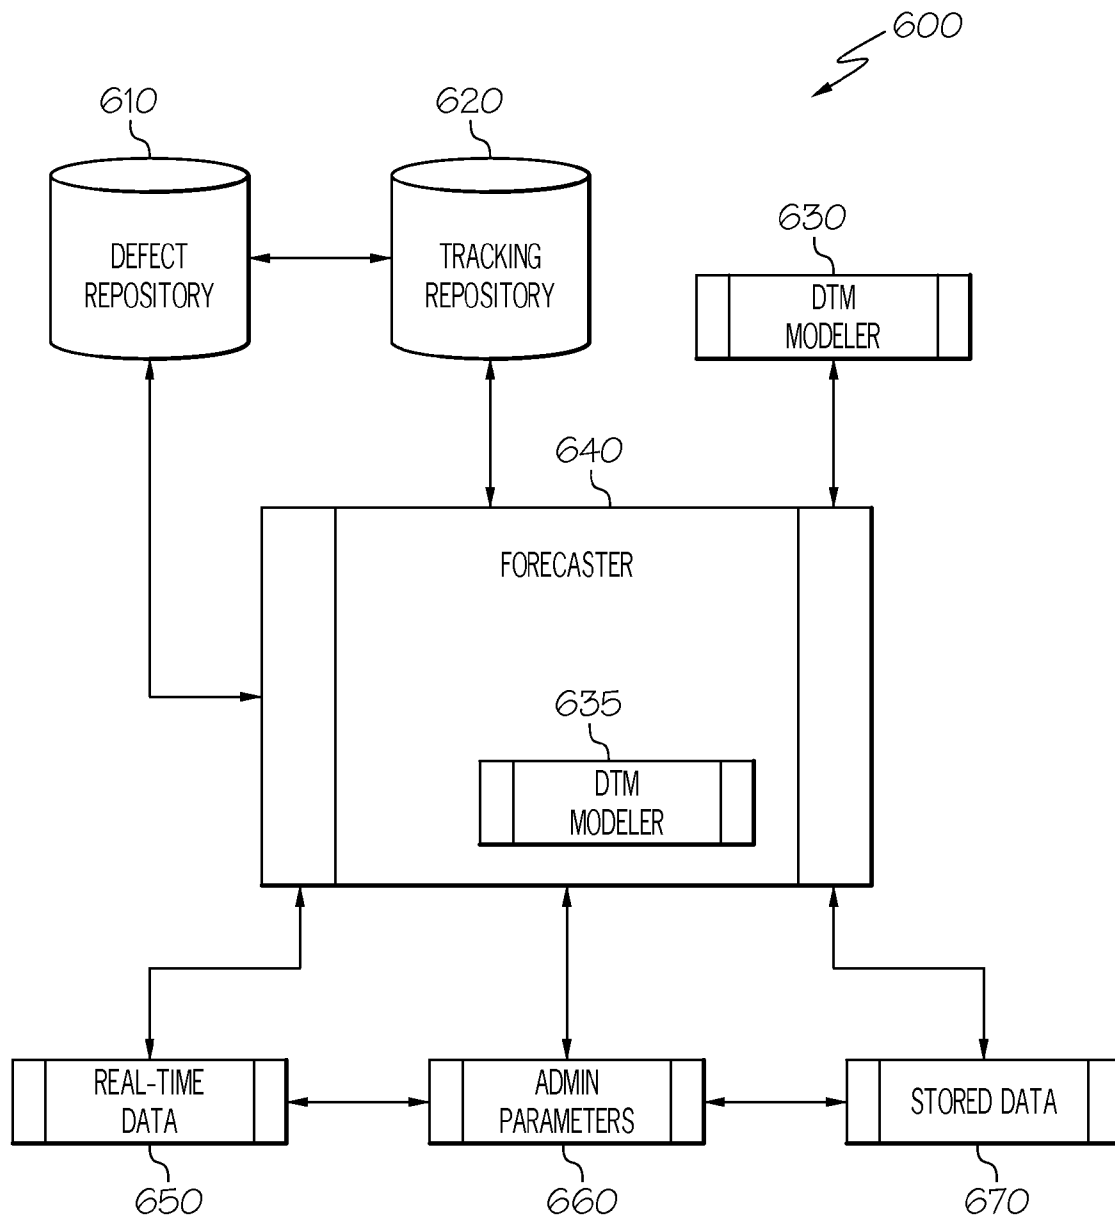 600
610
620
DEFECT
REPOSITORY
TRACKING
REPOSITORY
630
DTM
MODELER
640
FORECASTER
635
DTM
MODELER
REAL-TIME
DATA
ADMIN
PARAMETERS
STORED DATA
650
660
670